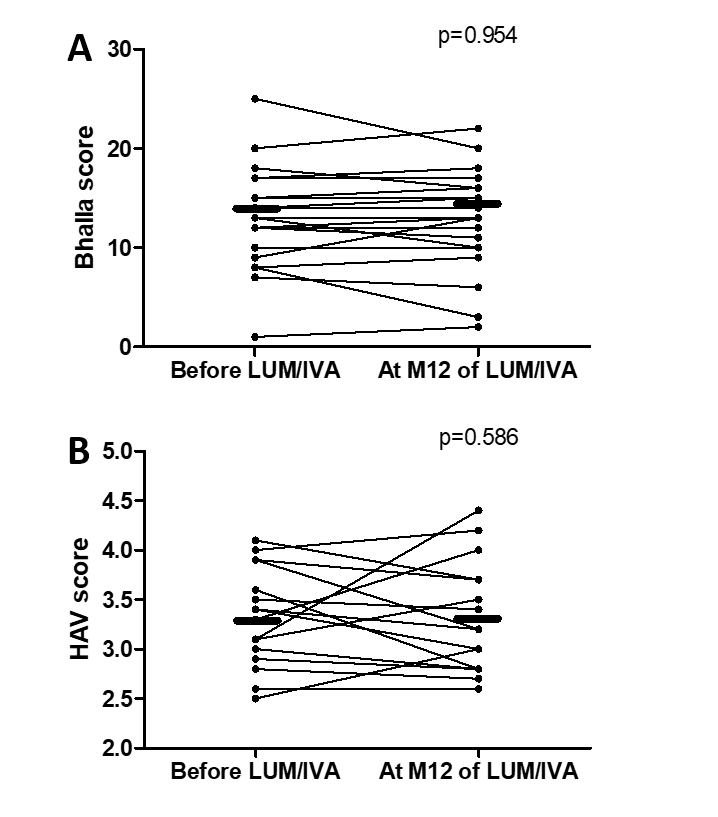 A
p=0.954
30
20
10
0
Bhalla score
Before LUM/IVA
At M12 of LUM/IVA
B
p=0.586
5.0
4.5
4.0
3.5
3.0
2.5
2.0
HAV score
Before LUM/IVA
At M12 of LUM/IVA